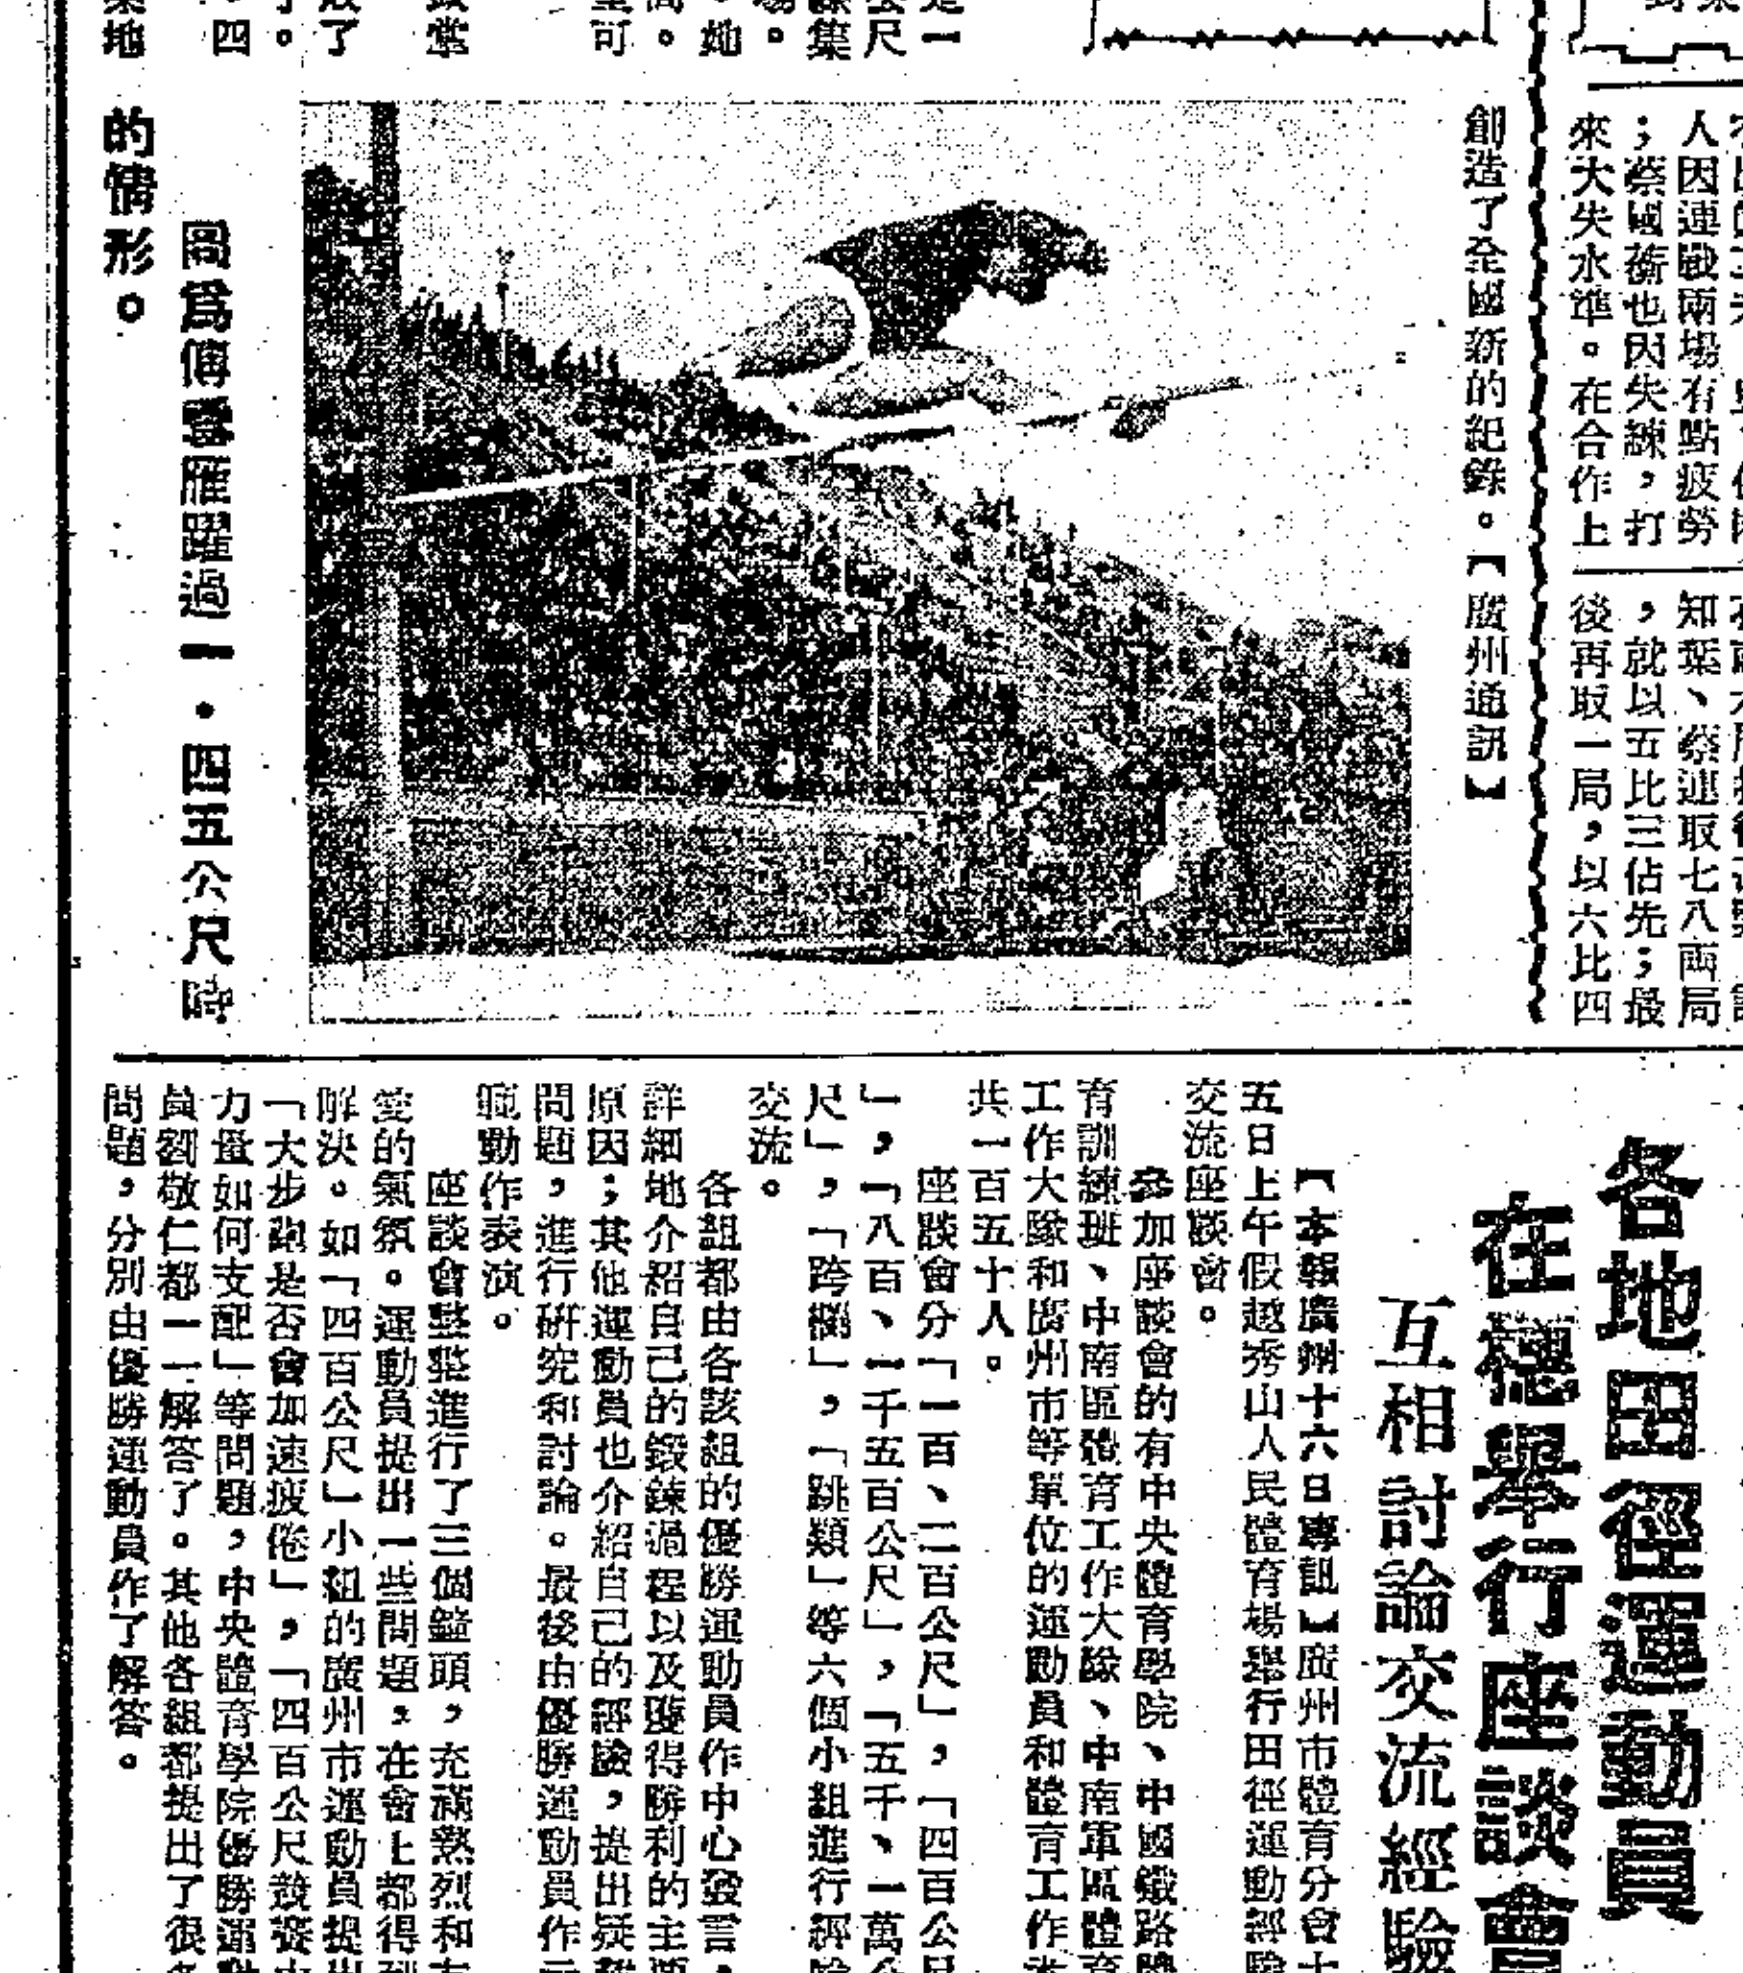 創造了全國新的紀錄。【廣州通訊】
圖爲傅雪雁躍過一·四五公尺時
的情形。
人因連戰兩場有點疲勞
；蔡國衡也因失練，打
來大失水準。在合作上
知葉、蔡連取七八兩局
，就以五比三佔先；最
後再取一局，以六比四
各地田徑運動員
在穗舉行座談會
互相討論交流經驗
【本報廣州十六日專訊】廣州市體育分會十
五日上午假越秀山人民體育場舉行田徑運動經驗
交流座談會。
參加座談會的有中央體育學院、中國鐵路體
育訓練班、中南區體育工作大隊、中南軍區體育
工作大隊和廣州市等單位的運動員和體育工作者
共一百五十人。
座談會分「一百、二百公尺」，「四百公尺
」，「八百、一千五百公尺」，「五千、一萬公
尺」，「跨欄」，「跳類」等六個小組進行經驗
交流。
各組都由各該組的優勝運動員作中心發言，
詳細地介紹自己的鍛鍊過程以及獲得勝利的主要
原因；其他運動員也介紹自己的經驗，提出疑難
問題，進行研究和討論。最後由優勝運動員作示
範動作表演。
座談會整整進行了三個鐘頭，充滿熱烈和友
愛的氣氛。運動員提出一些問題，在會上都得到
解決。如「四百公尺」小組的廣州市運動員提出
「大步跑是否會加速疲倦」，「四百公尺競賽中
力量如何支配」等問題，中央體育學院優勝運動
員劉敬仁都一一解答了。其他各組都提出了很多
問題，分別由優勝運動員作了解答。